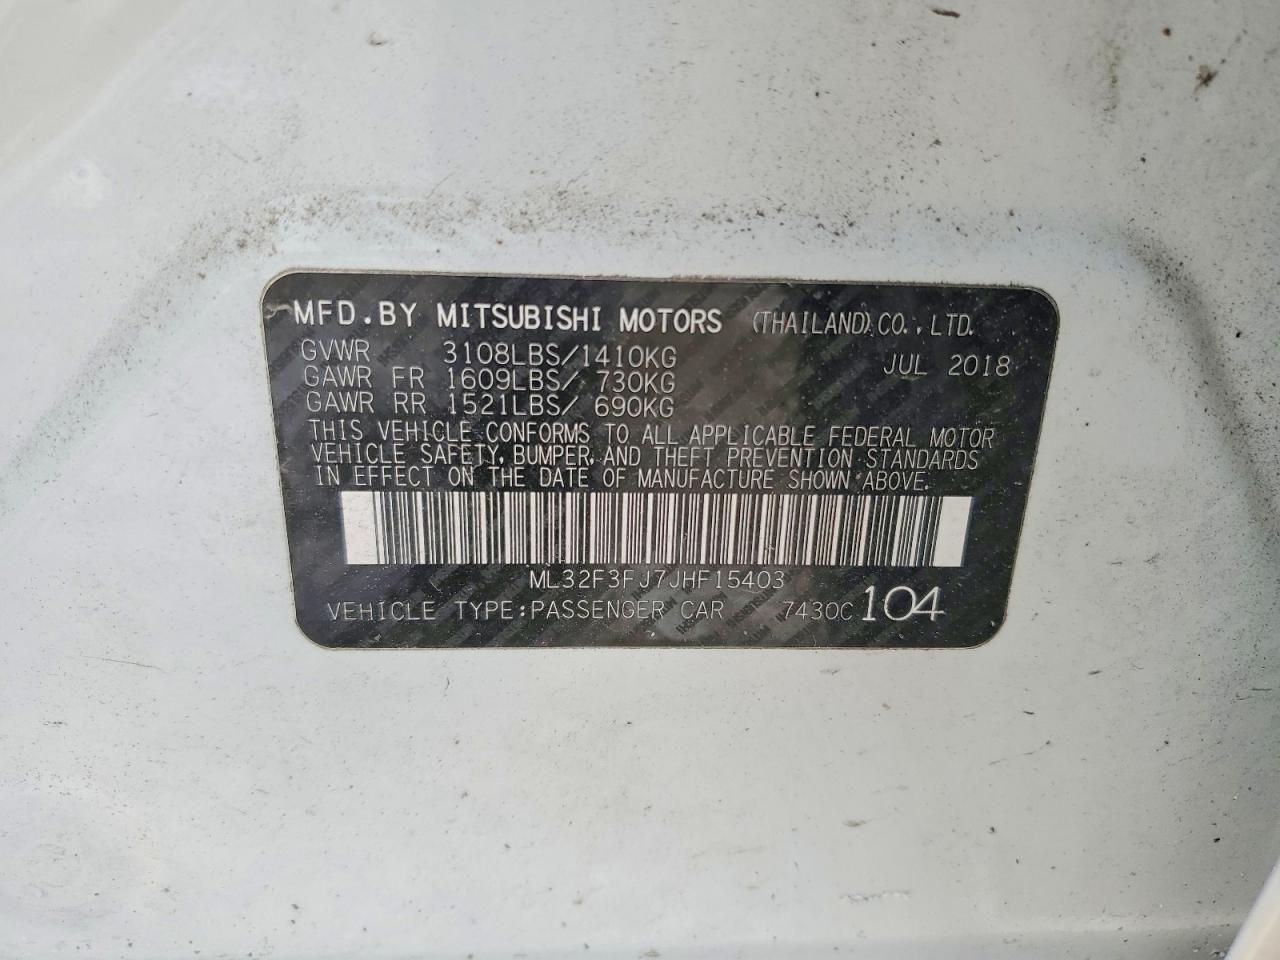 MFD.BY MITSUBISHI MOTORS (THAILAND) CO., LTD.
GVWR 3108LBS/1410KG JUL 2018
GAWR FR 1609LBS/ 730KG
GAWR RR 1521LBS/ 690KG
THIS VEHICLE CONFORMS TO ALL APPLICABLE FEDERAL MOTOR
VEHICLE SAFETY, BUMPER, AND THEFT PREVENTION STANDARDS
IN EFFECT ON THE DATE OF MANUFACTURE SHOWN ABOVE.
ML32F3FJ7JHF15403
VEHICLE TYPE:PASSENGER CAR 7430C 104